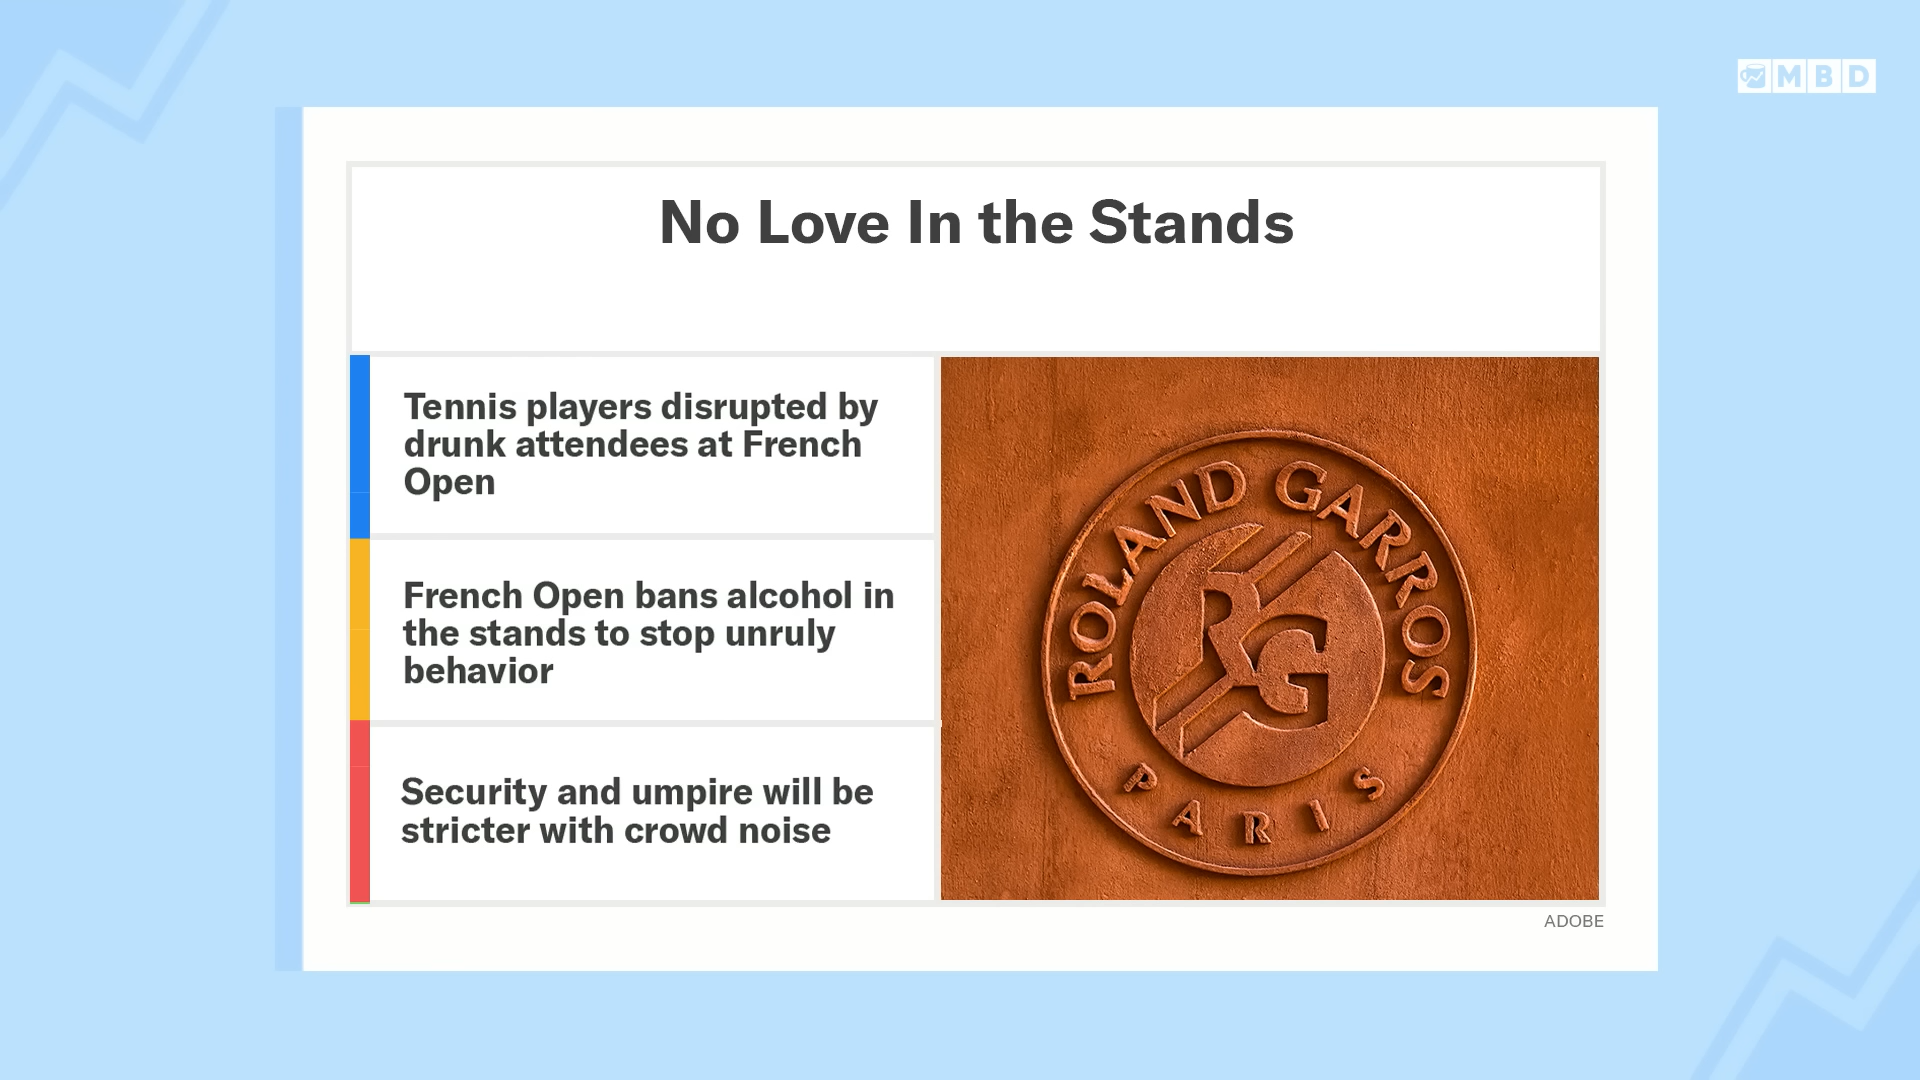 MBD
No Love In the Stands
Tennis players disrupted by
drunk attendees at French
Open
French Open bans alcohol in
the stands to stop unruly
behavior
Security and umpire will be
stricter with crowd noise
ROLAND GARROS
RG
PARIS
ADOBE